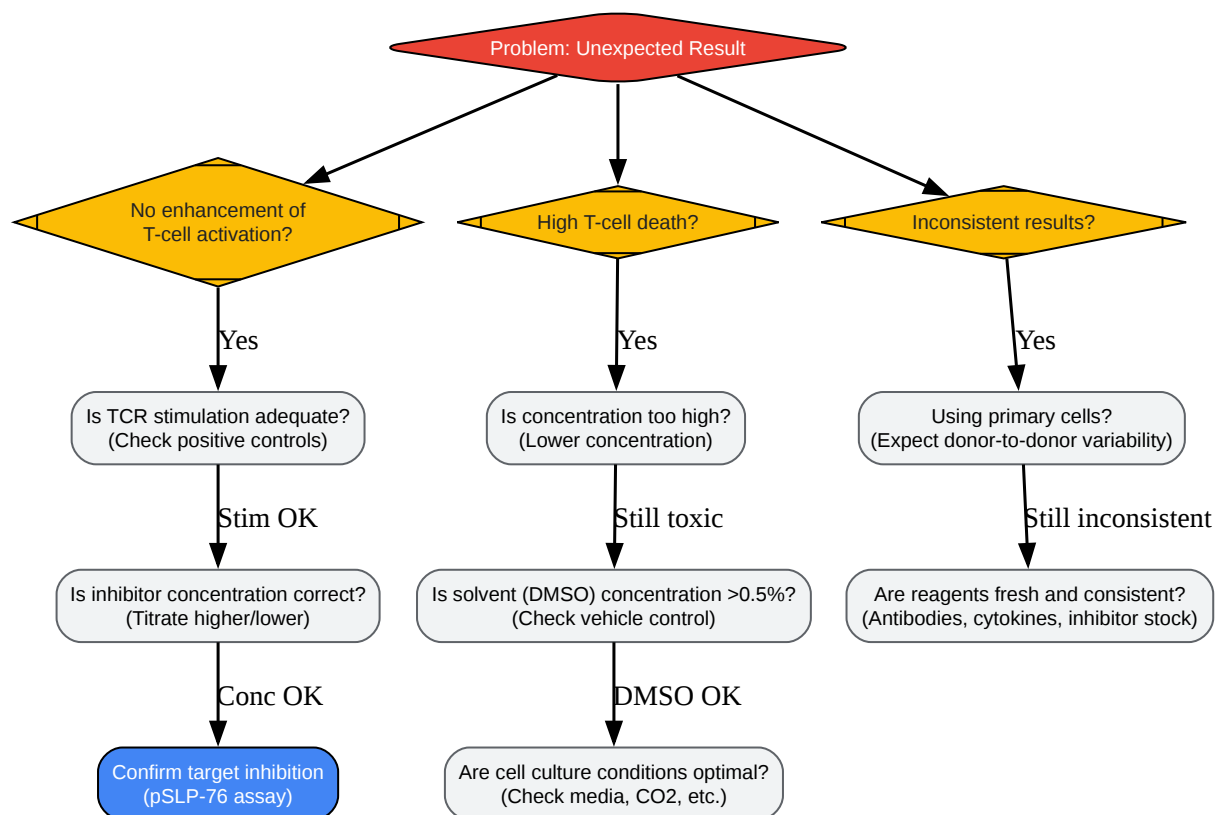 Problem: Unexpected Result
No enhancement of
T-cell activation?
High T-cell death?
Inconsistent results?
Yes
Yes
Yes
Is TCR stimulation adequate?
(Check positive controls)
Is concentration too high?
(Lower concentration)
Using primary cells?
(Expect donor-to-donor variability)
Stim OK
Still toxic
Still inconsistent
Is inhibitor concentration correct?
(Titrate higher/lower)
Is solvent (DMSO) concentration >0.5%?
(Check vehicle control)
Are reagents fresh and consistent?
(Antibodies, cytokines, inhibitor stock)
Conc OK
DMSO OK
Confirm target inhibition
(pSLP-76 assay)
Are cell culture conditions optimal?
(Check media, CO2, etc.)